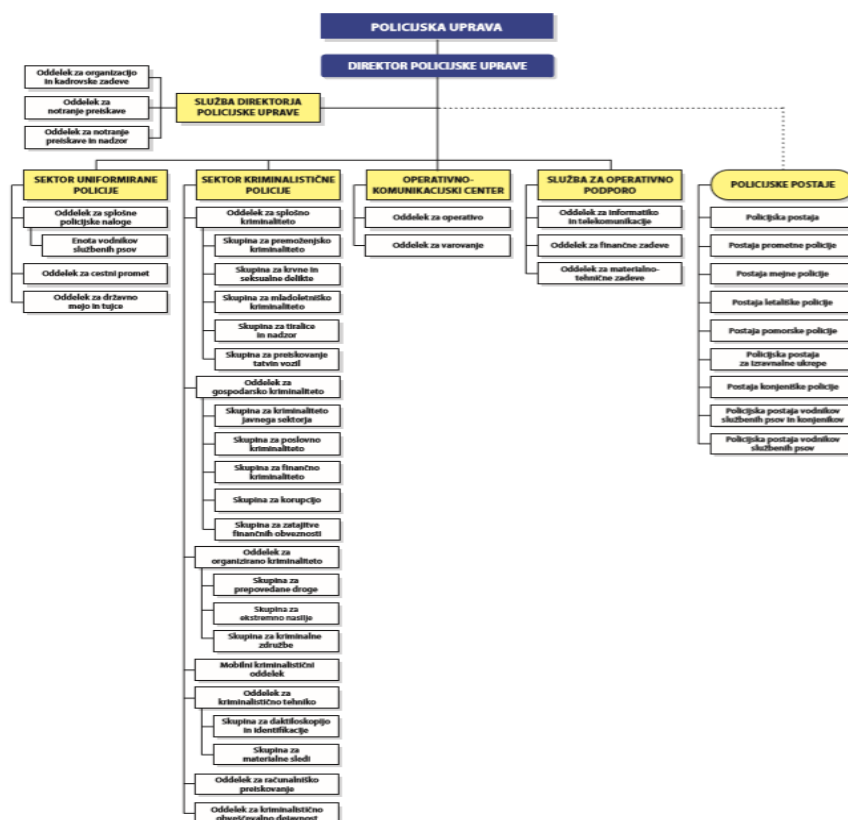 POLICIJSKA UPRAVA
DIREKTOR POLICIJSKE UPRAVE
Oddelek za organizacijo
in kadrovske zadeve
Oddelek za
notranje preiskave
Oddelek za notranje
preiskave in nadzor
SLUŽBA DIREKTORJA
POLICIJSKE UPRAVE
SEKTOR UNIFORMIRANE
POLICIJE
Oddelek za splošne
policijske naloge
Enota vodnikov
službenih psov
Oddelek za cestni promet
Oddelek za državno
mejo in tujce
SEKTOR KRIMINALISTIČNE
POLICIJE
Oddelek za splošno
kriminaliteto
Skupina za premoženjsko
kriminaliteto
Skupina za krvne in
seksualne delikte
Skupina za mladoletniško
kriminaliteto
Skupina za tiralice
in nadzor
Skupina za preiskovanje
tatvin vozil
Oddelek za
gospodarsko kriminaliteto
Skupina za kriminaliteto
javnega sektorja
Skupina za poslovno
kriminaliteto
Skupina za finančno
kriminaliteto
Skupina za korupcijo
Skupina za zatajitve
finančnih obveznosti
Oddelek za
organizirano kriminaliteto
Skupina za
prepovedane droge
Skupina za
ekstremno nasilje
Skupina za kriminalne
združbe
Mobilni kriminalistični
oddelek
Oddelek za
kriminalistično tehniko
Skupina za daktiloskopijo
in identifikacije
Skupina za
materialne sledi
Oddelek za računalniško
preiskovanje
Oddelek za kriminalistično
obveščevalno dejavnost
OPERATIVNO-
KOMUNIKACIJSKI CENTER
Oddelek za operativo
Oddelek za varovanje
SLUŽBA ZA OPERATIVNO
PODPORO
Oddelek za informatiko
in telekomunikacije
Oddelek za finančne zadeve
Oddelek za materialno-
tehnične zadeve
POLICIJSKE POSTAJE
Policijska postaja
Postaja prometne policije
Postaja mejne policije
Postaja letališke policije
Postaja pomorske policije
Policijska postaja
za izravnalne ukrepe
Postaja konjeniške policije
Policijska postaja vodnikov
službenih psov in konjenikov
Policijska postaja vodnikov
službenih psov